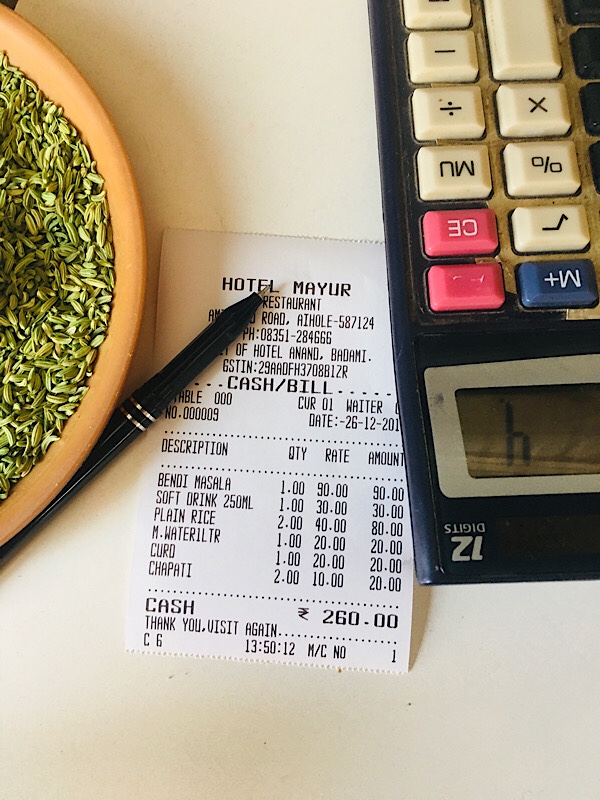 HOTEL MAYUR
RESTAURANT
ROAD, AIHOLE-587124
PH:08351-284666
OF HOTEL ANAND, BADAMI.
GSTIN:29AADFH3708B1ZR
...CASH/BILL......
TABLE 000 CUR 01 WAITER
NO.000009 DATE:-26-12-201
DESCRIPTION QTY RATE AMOUNT
BENDI MASALA 1.00 90.00 90.00
SOFT DRINK 250ML 1.00 30.00 30.00
PLAIN RICE 2.00 40.00 80.00
M.WATER1LTR 1.00 20.00 20.00
CURD 1.00 20.00 20.00
CHAPATI 2.00 10.00 20.00
CASH ₹ 260.00
THANK YOU,VISIT AGAIN..................
C 6 13:50:12 M/C NO 1
−
÷ ×
MU %
CE √
M+
12 DIGITS